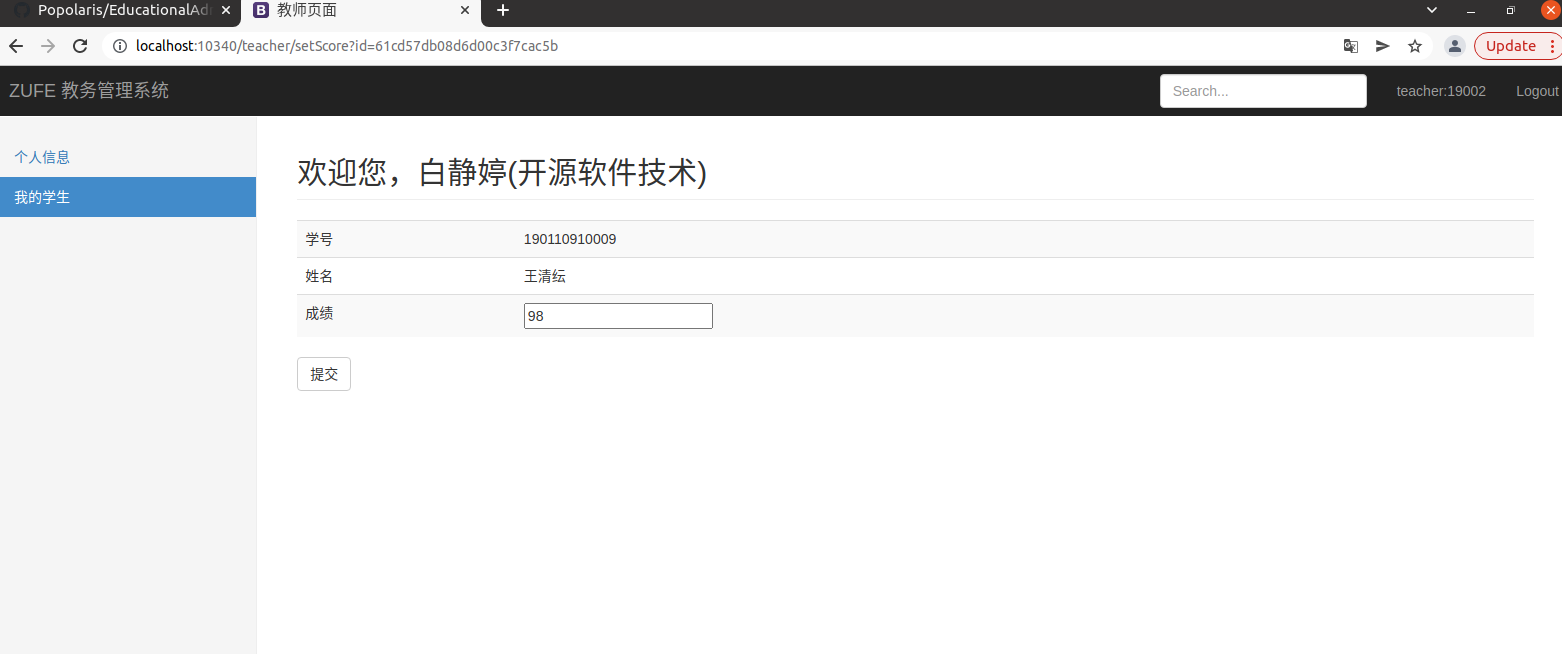 Popolaris/EducationalAdr
教师页面
localhost:10340/teacher/setScore?id=61cd57db08d6d00c3f7cac5b
Update
ZUFE 教务管理系统
Search...
teacher:19002
Logout
个人信息
我的学生
欢迎您，白静婷(开源软件技术)
学号 190110910009
姓名 王清纭
成绩 98
提交